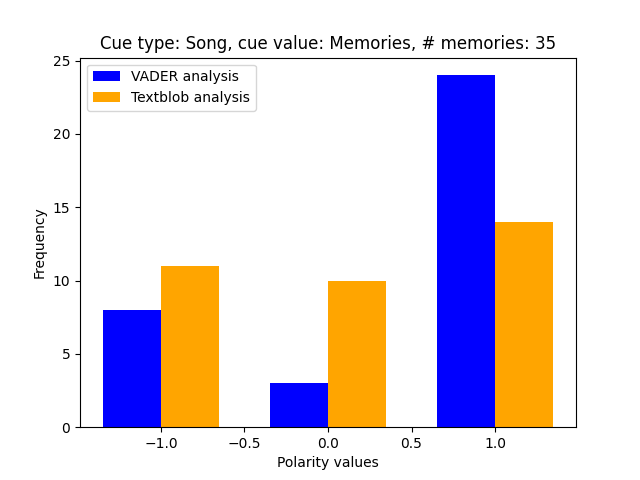 Cue type: Song, cue value: Memories, # memories: 35
VADER analysis
Textblob analysis
Frequency
25
20
15
10
5
0
−1.0
−0.5
0.0
0.5
1.0
Polarity values